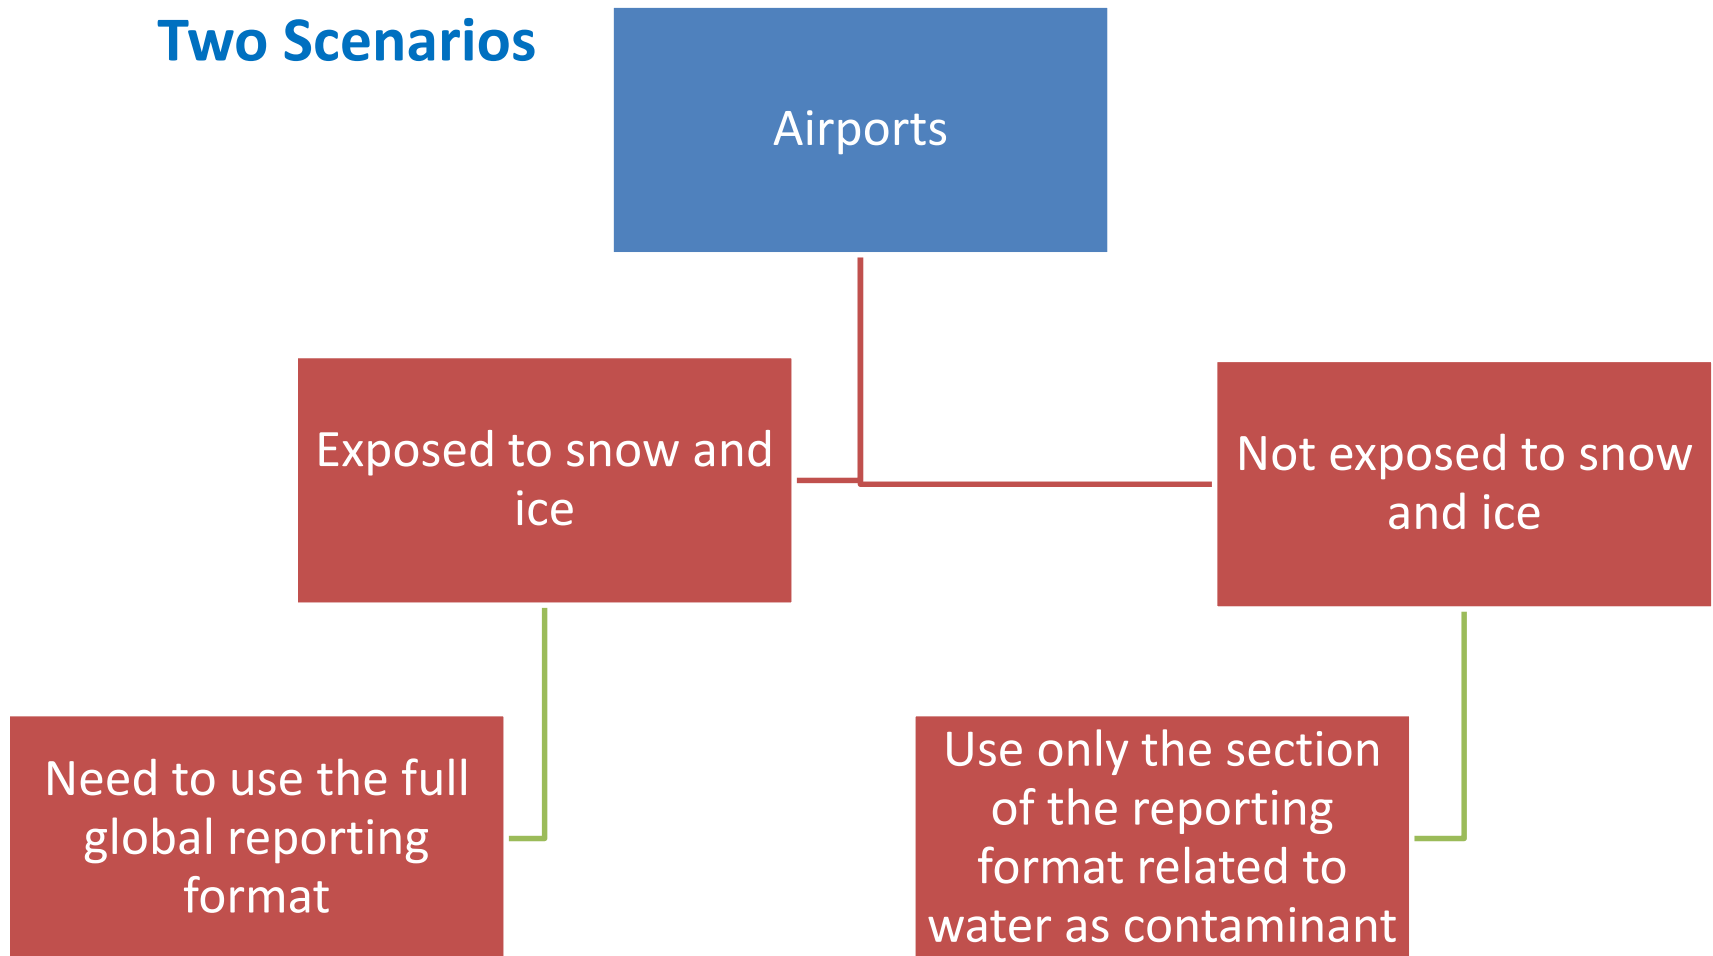 Two Scenarios
Airports
Exposed to snow and
ice
Not exposed to snow
and ice
Need to use the full
global reporting
format
Use only the section
of the reporting
format related to
water as contaminant